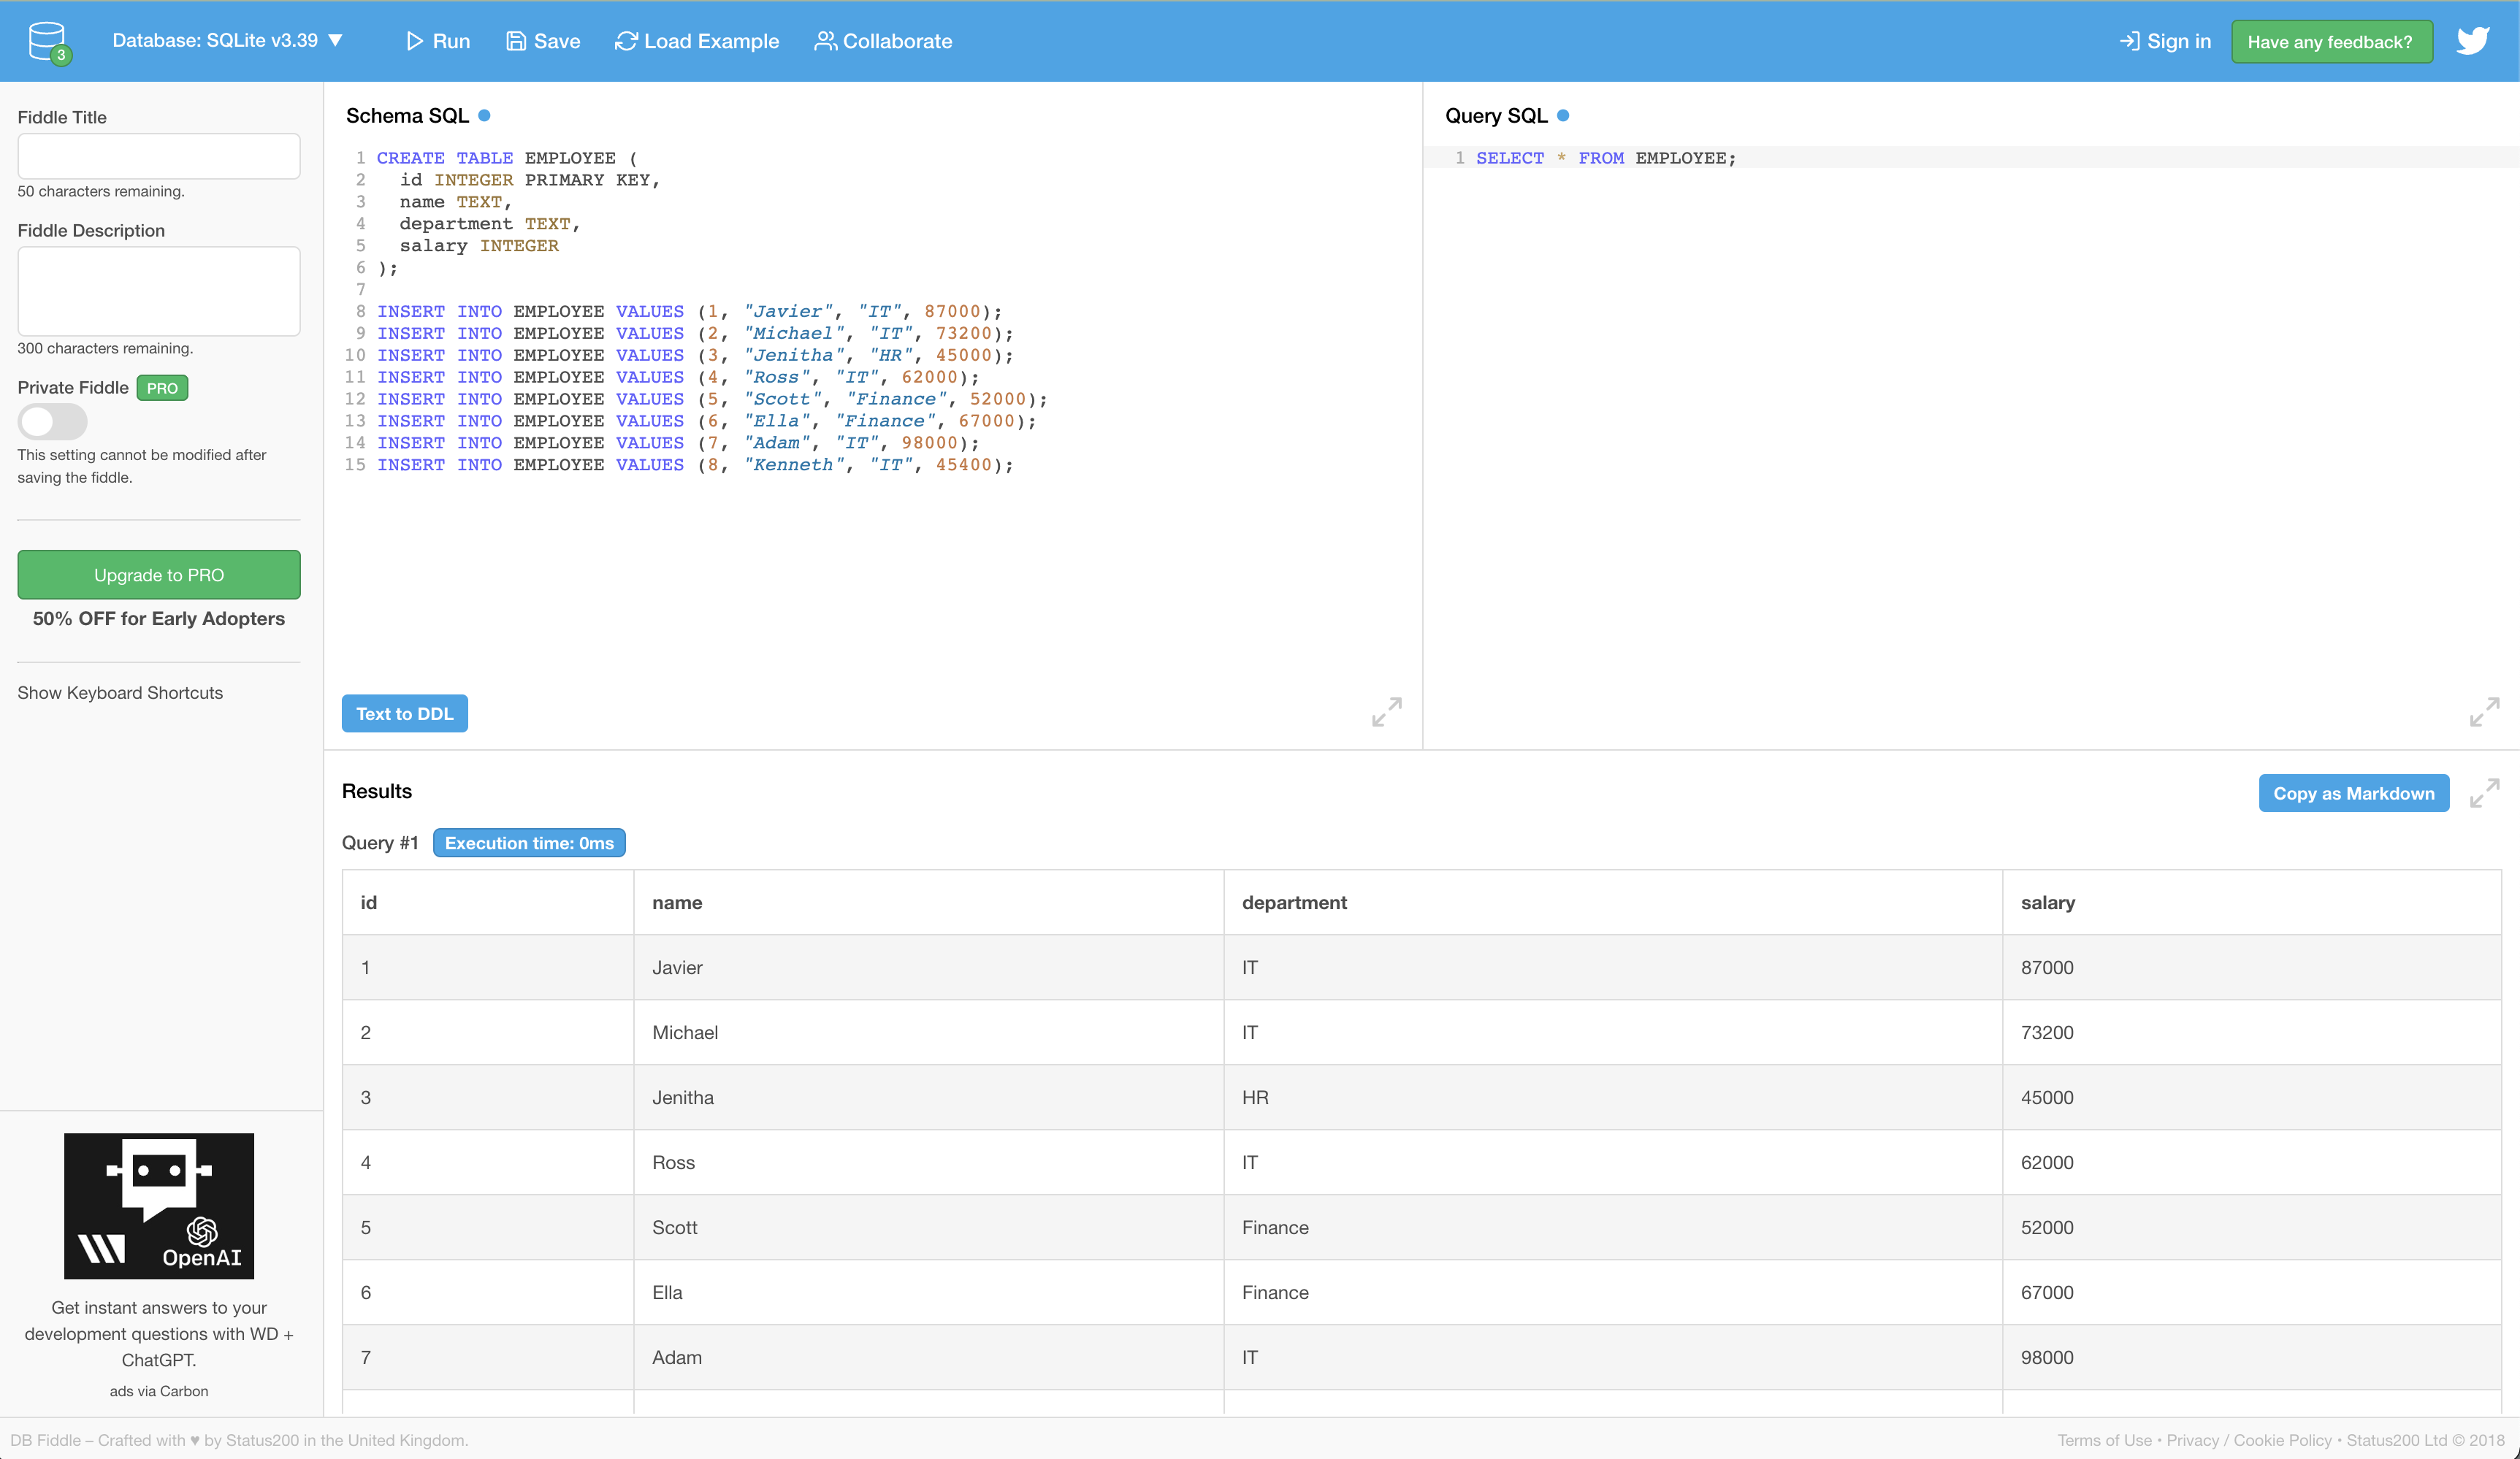 3
Database: SQLite v3.39 ▼
Run
Save
Load Example
Collaborate
Sign in
Have any feedback?
Fiddle Title
50 characters remaining.
Fiddle Description
300 characters remaining.
Private Fiddle PRO
This setting cannot be modified after
saving the fiddle.
Upgrade to PRO
50% OFF for Early Adopters
Show Keyboard Shortcuts
OpenAI
Get instant answers to your
development questions with WD +
ChatGPT.
ads via Carbon
Schema SQL
1 CREATE TABLE EMPLOYEE (
2   id INTEGER PRIMARY KEY,
3   name TEXT,
4   department TEXT,
5   salary INTEGER
6 );
7
8 INSERT INTO EMPLOYEE VALUES (1, "Javier", "IT", 87000);
9 INSERT INTO EMPLOYEE VALUES (2, "Michael", "IT", 73200);
10 INSERT INTO EMPLOYEE VALUES (3, "Jenitha", "HR", 45000);
11 INSERT INTO EMPLOYEE VALUES (4, "Ross", "IT", 62000);
12 INSERT INTO EMPLOYEE VALUES (5, "Scott", "Finance", 52000);
13 INSERT INTO EMPLOYEE VALUES (6, "Ella", "Finance", 67000);
14 INSERT INTO EMPLOYEE VALUES (7, "Adam", "IT", 98000);
15 INSERT INTO EMPLOYEE VALUES (8, "Kenneth", "IT", 45400);
Text to DDL
Query SQL
1 SELECT * FROM EMPLOYEE;
Results
Copy as Markdown
Query #1 Execution time: 0ms
id name department salary
1 Javier IT 87000
2 Michael IT 73200
3 Jenitha HR 45000
4 Ross IT 62000
5 Scott Finance 52000
6 Ella Finance 67000
7 Adam IT 98000
DB Fiddle – Crafted with ♥ by Status200 in the United Kingdom.
Terms of Use • Privacy / Cookie Policy • Status200 Ltd © 2018